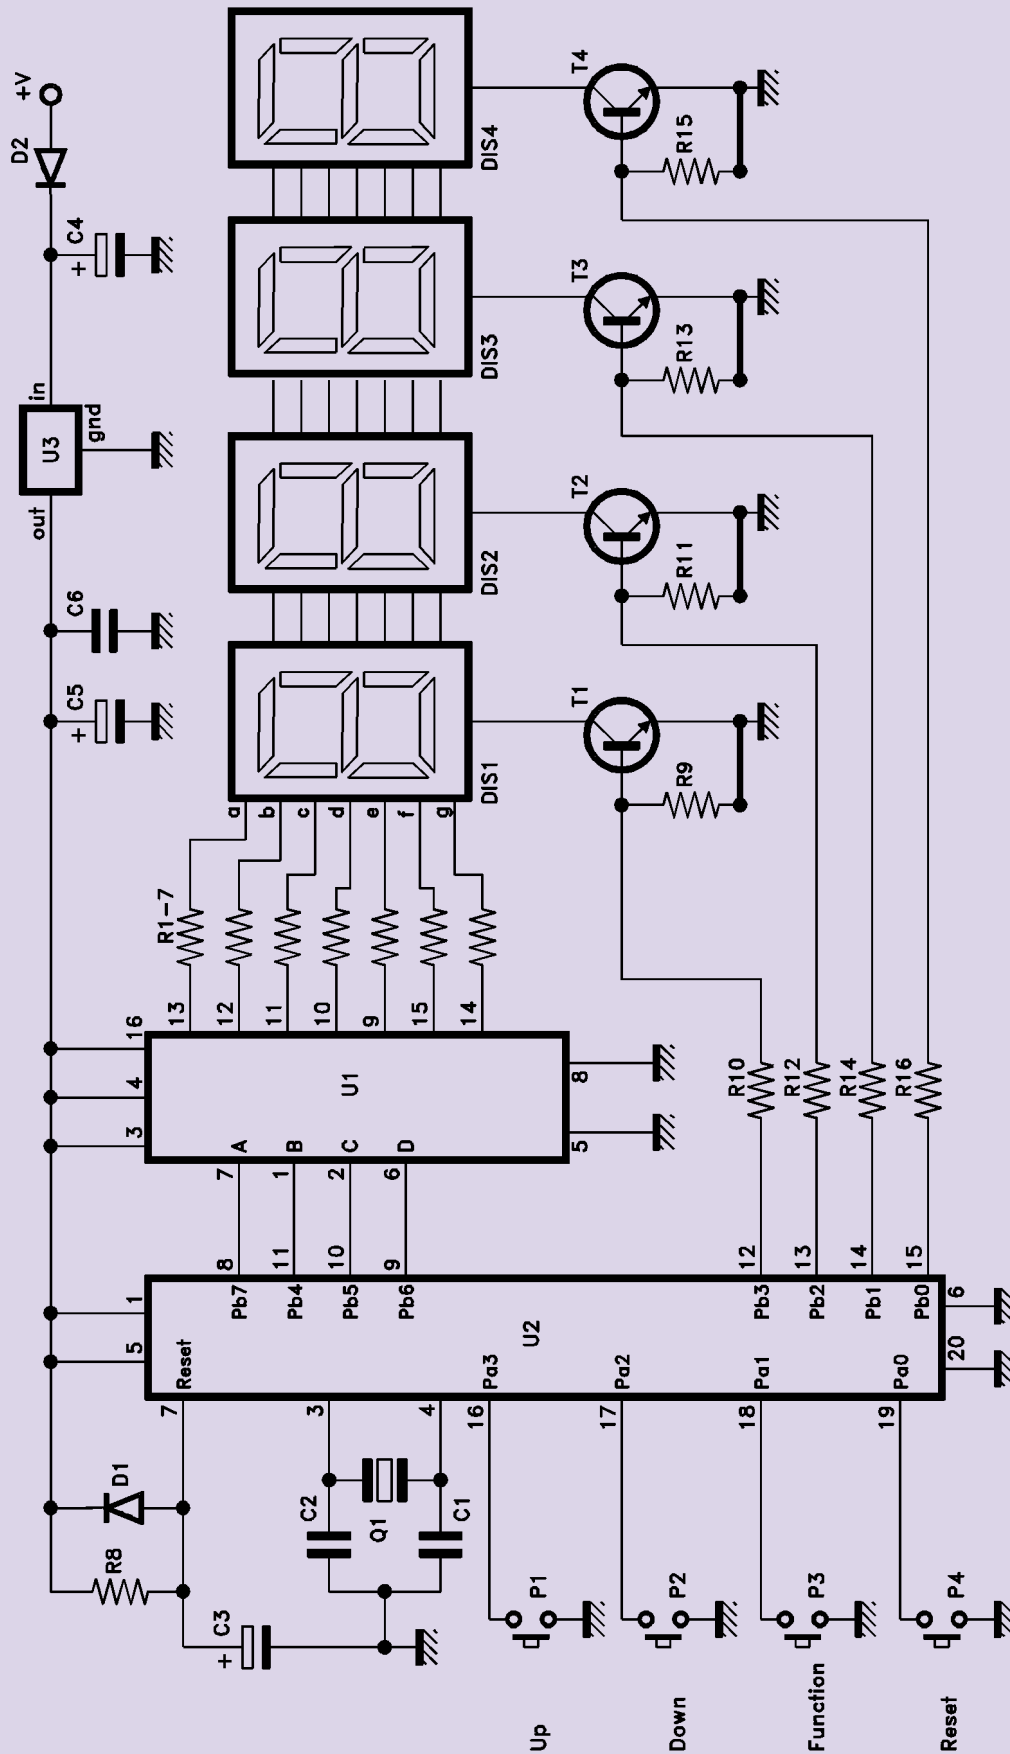 +V
D2
C4
+
in
U3
gnd
out
C6
C5
+
DIS4
DIS3
DIS2
DIS1
a
b
c
d
e
f
g
R1-7
13
12
11
10
9
15
14
16
4
3
U1
A
B
C
D
8
5
7
1
2
6
8
11
10
9
1
5
Reset
Pb7
Pb4
Pb5
Pb6
U2
Pb3
Pb2
Pb1
Pb0
Pa3
Pa2
Pa1
Pa0
12
13
14
15
6
20
7
3
4
16
17
18
19
D1
R8
C3
+
C2
Q1
C1
T4
R15
T3
R13
T2
R11
T1
R9
R10
R12
R14
R16
P1
P2
P3
P4
Up
Down
Function
Reset